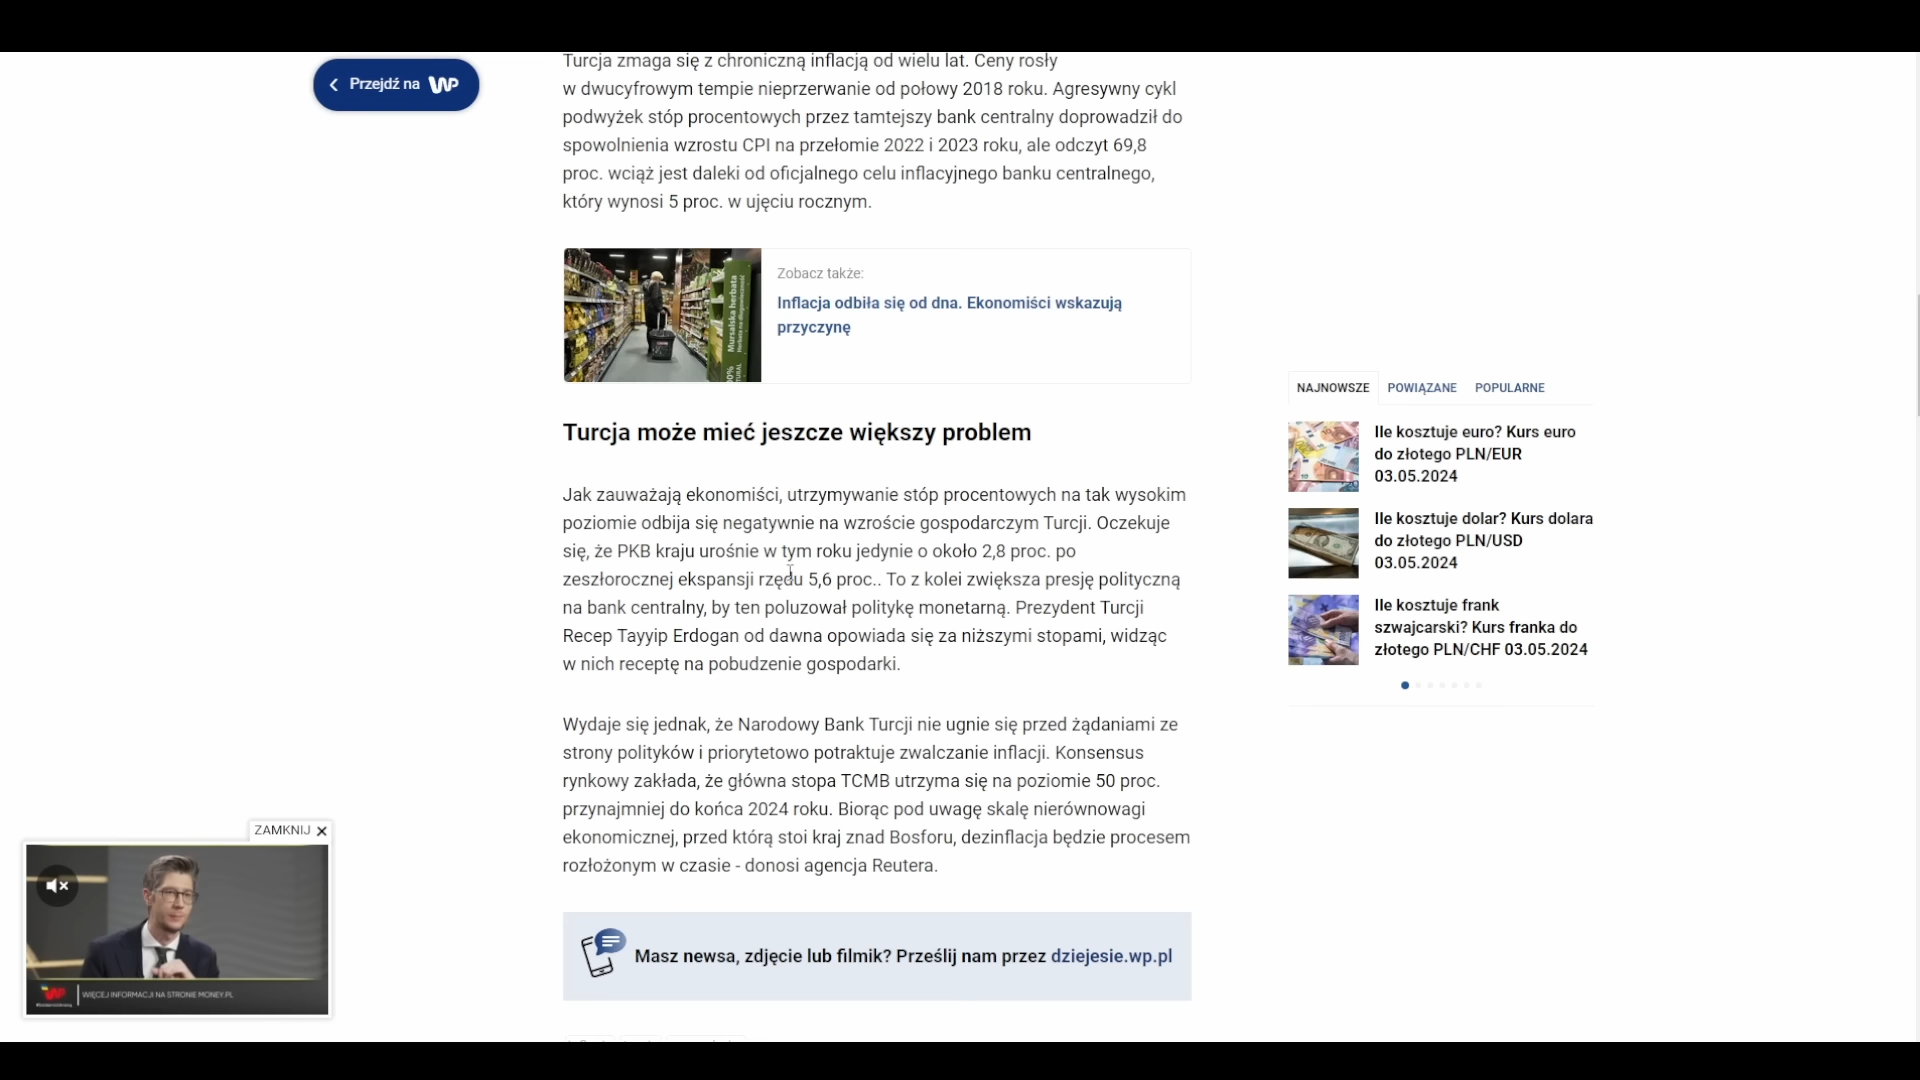 Przejdź na WP
Turcja zmaga się z chroniczną inflacją od wielu lat. Ceny rosły
w dwucyfrowym tempie nieprzerwanie od połowy 2018 roku. Agresywny cykl
podwyżek stóp procentowych przez tamtejszy bank centralny doprowadził do
spowolnienia wzrostu CPI na przełomie 2022 i 2023 roku, ale odczyt 69,8
proc. wciąż jest daleki od oficjalnego celu inflacyjnego banku centralnego,
który wynosi 5 proc. w ujęciu rocznym.
Mursalska herbata
Zobacz także:
Inflacja odbiła się od dna. Ekonomiści wskazują
przyczynę
Turcja może mieć jeszcze większy problem
Jak zauważają ekonomiści, utrzymywanie stóp procentowych na tak wysokim
poziomie odbija się negatywnie na wzroście gospodarczym Turcji. Oczekuje
się, że PKB kraju urośnie w tym roku jedynie o około 2,8 proc. po
zeszłorocznej ekspansji rzędu 5,6 proc.. To z kolei zwiększa presję polityczną
na bank centralny, by ten poluzował politykę monetarną. Prezydent Turcji
Recep Tayyip Erdogan od dawna opowiada się za niższymi stopami, widząc
w nich receptę na pobudzenie gospodarki.
Wydaje się jednak, że Narodowy Bank Turcji nie ugnie się przed żądaniami ze
strony polityków i priorytetowo potraktuje zwalczanie inflacji. Konsensus
rynkowy zakłada, że główna stopa TCMB utrzyma się na poziomie 50 proc.
przynajmniej do końca 2024 roku. Biorąc pod uwagę skalę nierównowagi
ekonomicznej, przed którą stoi kraj znad Bosforu, dezinflacja będzie procesem
rozłożonym w czasie - donosi agencja Reutera.
Masz newsa, zdjęcie lub filmik? Prześlij nam przez dziejesie.wp.pl
NAJNOWSZE POWIĄZANE POPULARNE
Ile kosztuje euro? Kurs euro
do złotego PLN/EUR
03.05.2024
Ile kosztuje dolar? Kurs dolara
do złotego PLN/USD
03.05.2024
Ile kosztuje frank
szwajcarski? Kurs franka do
złotego PLN/CHF 03.05.2024
ZAMKNIJ ×
WP
WIĘCEJ INFORMACJI NA STRONIE MONEY.PL